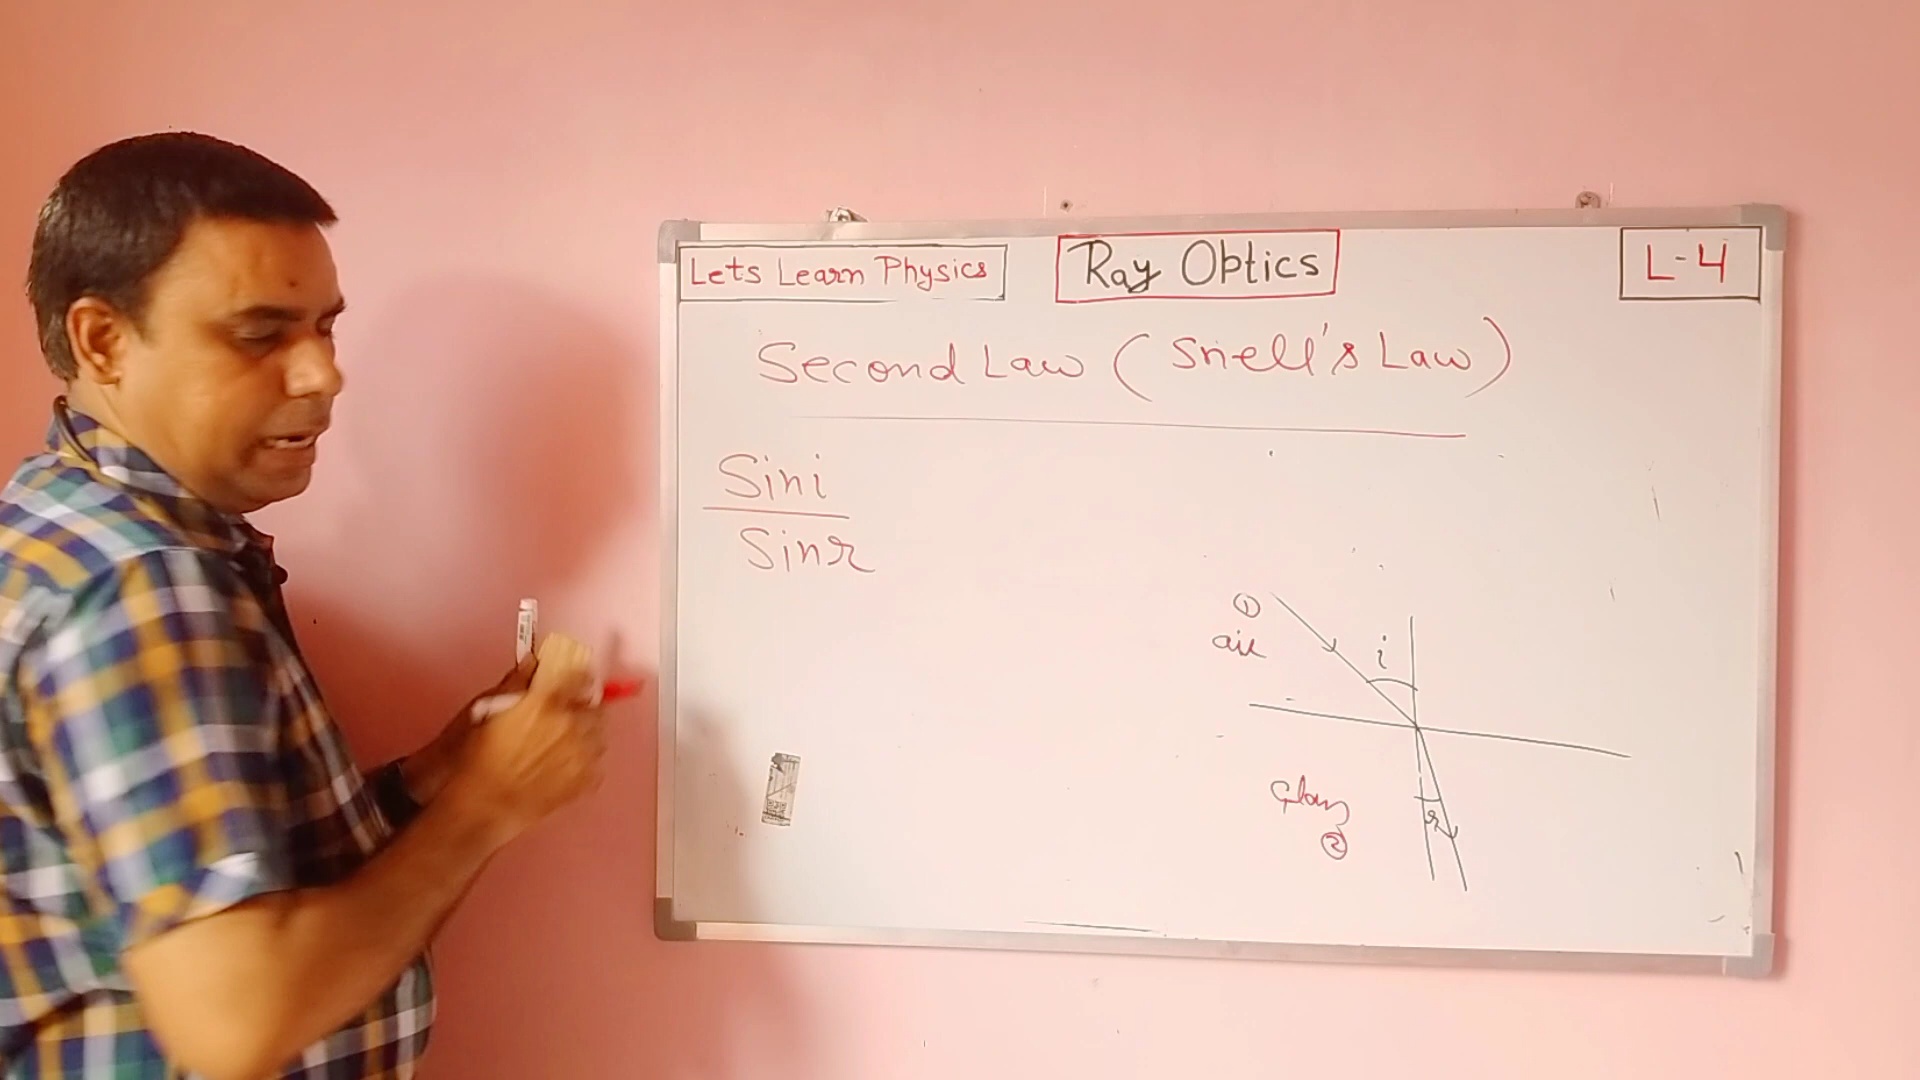 Lets Learn Physics
Ray Optics
L-4
Second Law (Snell's Law)
Sini
Sinr
①
air
i
Glass
②
r